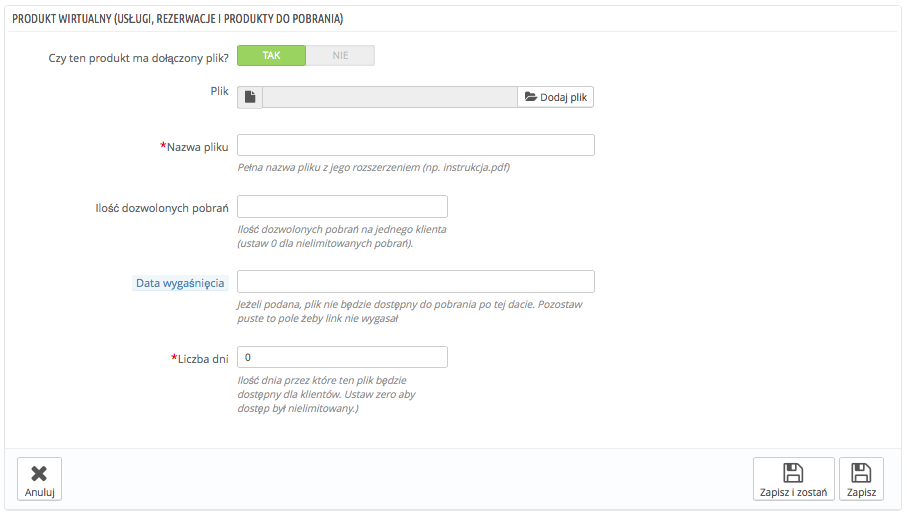 PRODUKT WIRTUALNY (USŁUGI, REZERWACJE I PRODUKTY DO POBRANIA)
Czy ten produkt ma dołączony plik? TAK NIE
Plik Dodaj plik
*Nazwa pliku
Pełna nazwa pliku z jego rozszerzeniem (np. instrukcja.pdf)
Ilość dozwolonych pobrań
Ilość dozwolonych pobrań na jednego klienta
(ustaw 0 dla nielimitowanych pobrań).
Data wygaśnięcia
Jeżeli podana, plik nie będzie dostępny do pobrania po tej dacie. Pozostaw
puste to pole żeby link nie wygasał
*Liczba dni 0
Ilość dnia przez które ten plik będzie
dostępny dla klientów. Ustaw zero aby
dostęp był nielimitowany.)
Anuluj Zapisz i zostań Zapisz